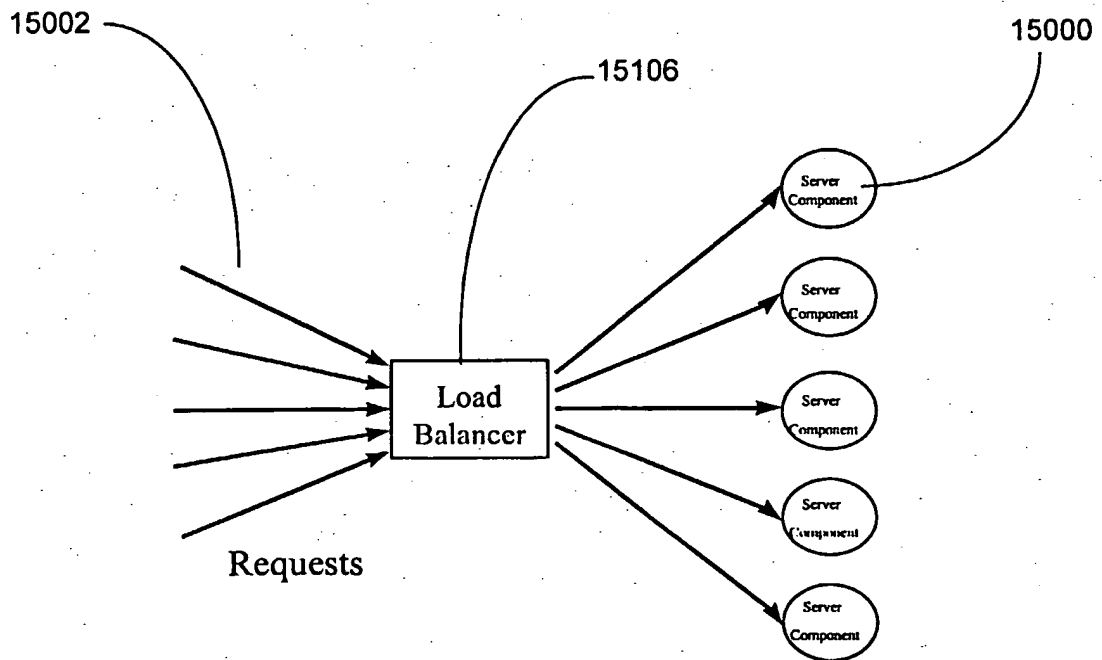 15002
15000
15106
Server
Component
Server
Component
Load
Balancer
Server
Component
Server
Component
Requests
Server
Component